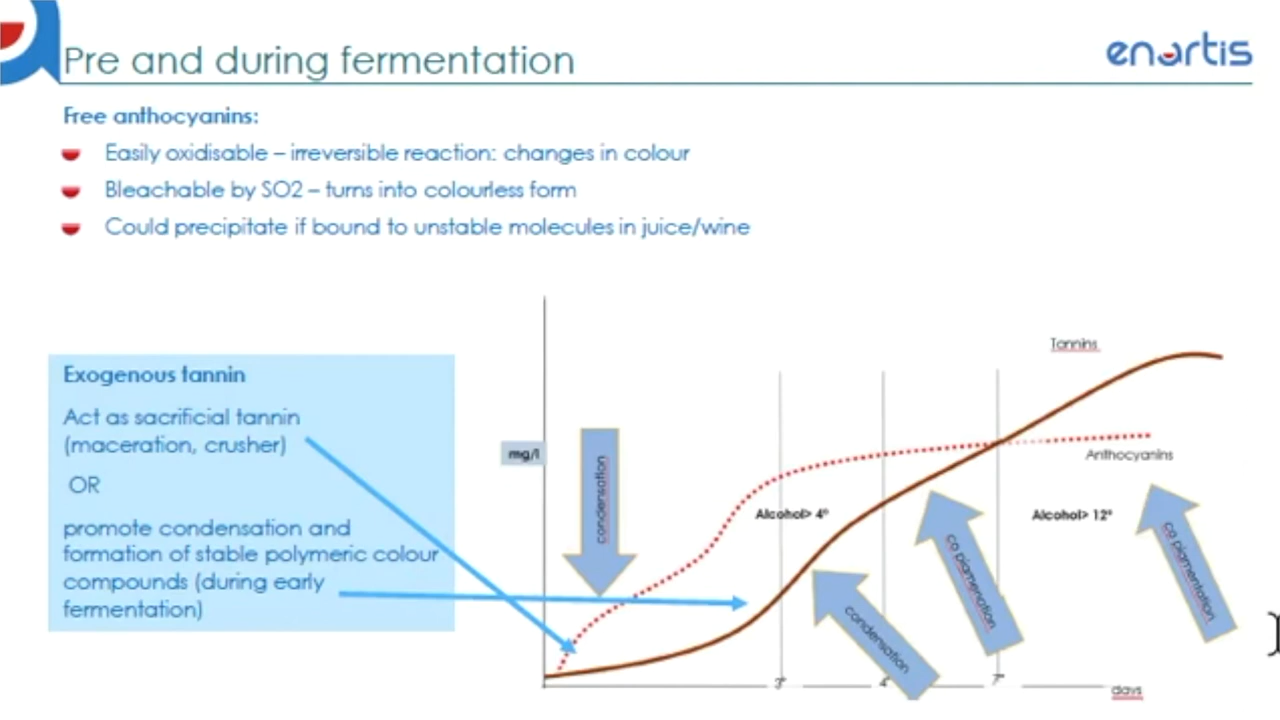 Pre and during fermentation
enartis
Free anthocyanins:
Easily oxidisable – irreversible reaction: changes in colour
Bleachable by SO2 – turns into colourless form
Could precipitate if bound to unstable molecules in juice/wine
Exogenous tannin
Act as sacrificial tannin
(maceration, crusher)
OR
promote condensation and
formation of stable polymeric colour
compounds (during early
fermentation)
Tannins
mg/l
Anthocyanins
condensation
Alcohol> 4°
Alcohol> 12°
co pigmentation
co pigmentation
condensation
3°
4°
7°
days